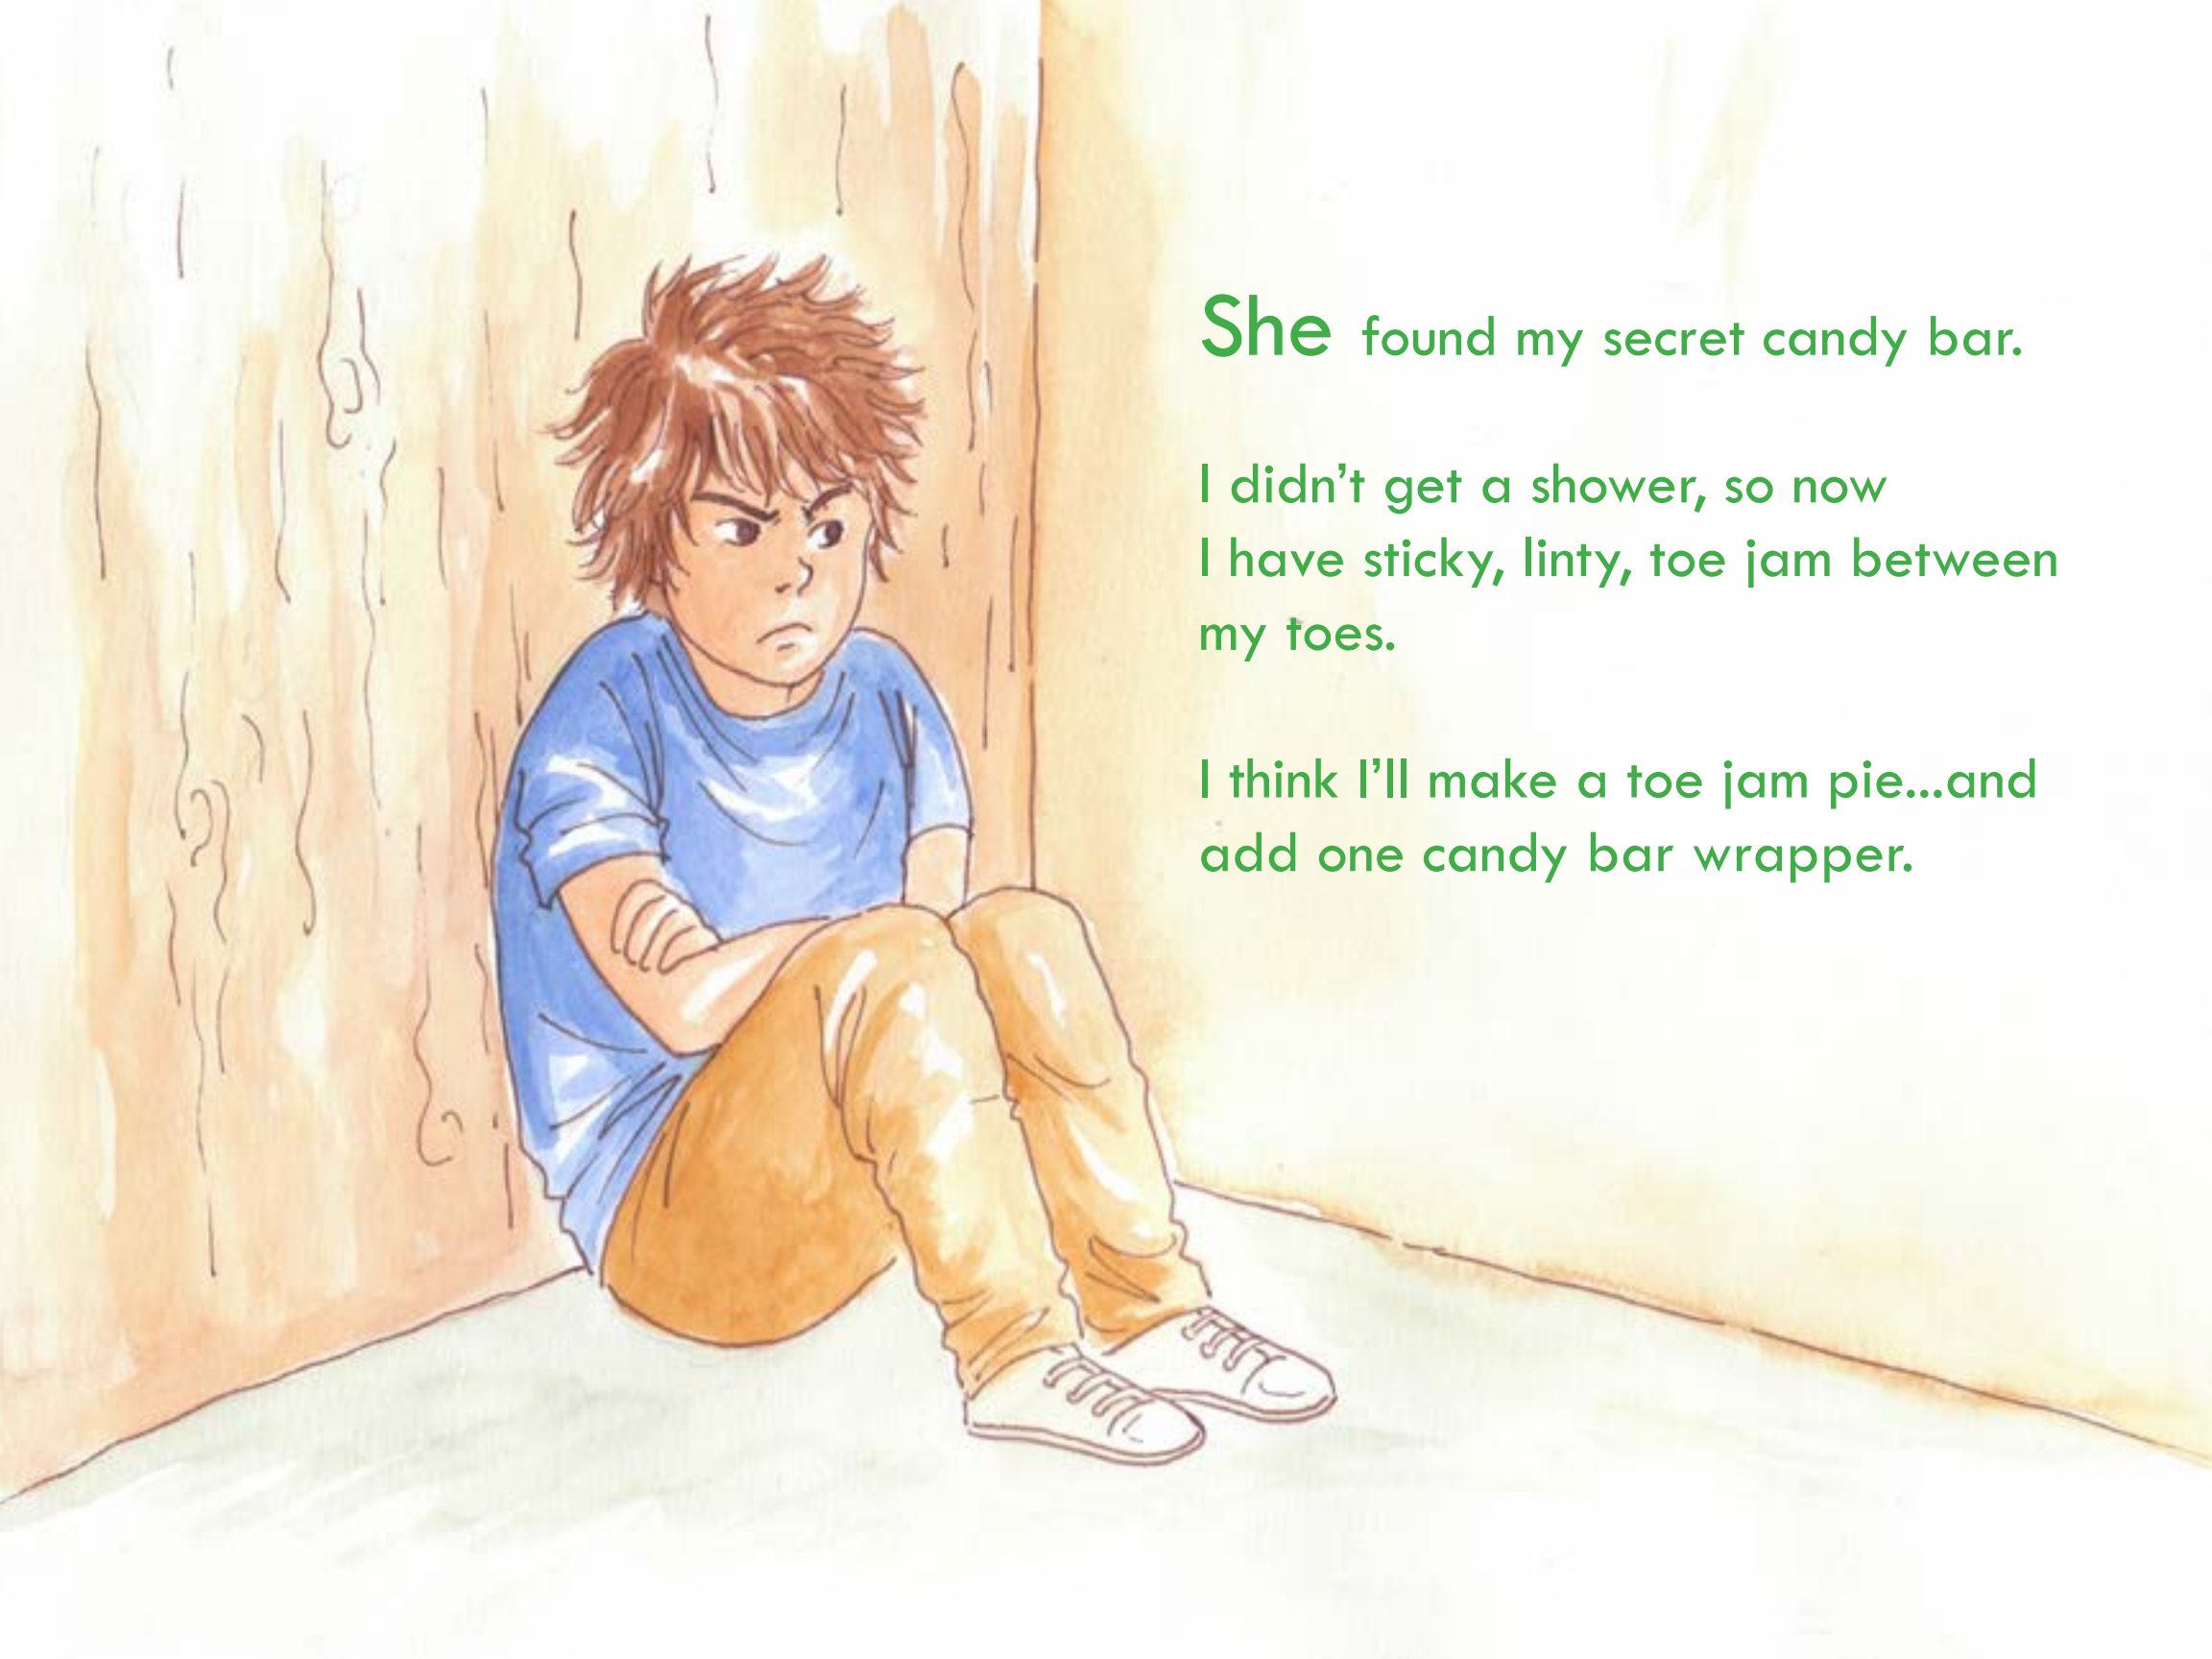 She found my secret candy bar.
I didn’t get a shower, so now
I have sticky, linty, toe jam between
my toes.
I think I’ll make a toe jam pie...and
add one candy bar wrapper.